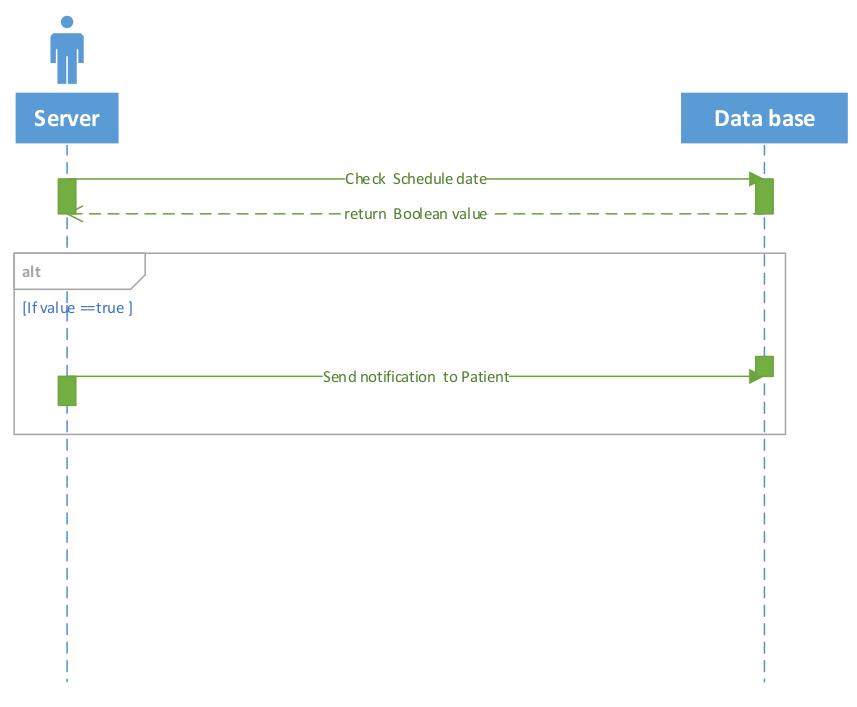 Server
Data base
Check Schedule date
return Boolean value
alt
[If value ==true ]
Send notification to Patient